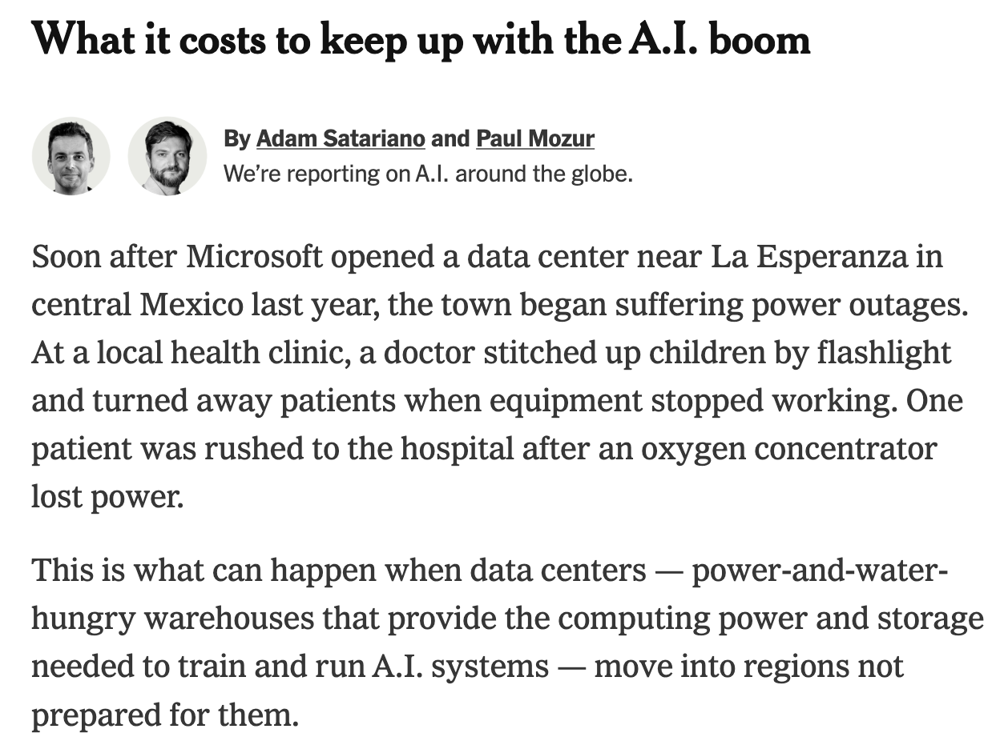 What it costs to keep up with the A.I. boom
By Adam Satariano and Paul Mozur
We’re reporting on A.I. around the globe.
Soon after Microsoft opened a data center near La Esperanza in
central Mexico last year, the town began suffering power outages.
At a local health clinic, a doctor stitched up children by flashlight
and turned away patients when equipment stopped working. One
patient was rushed to the hospital after an oxygen concentrator
lost power.
This is what can happen when data centers — power-and-water-
hungry warehouses that provide the computing power and storage
needed to train and run A.I. systems — move into regions not
prepared for them.